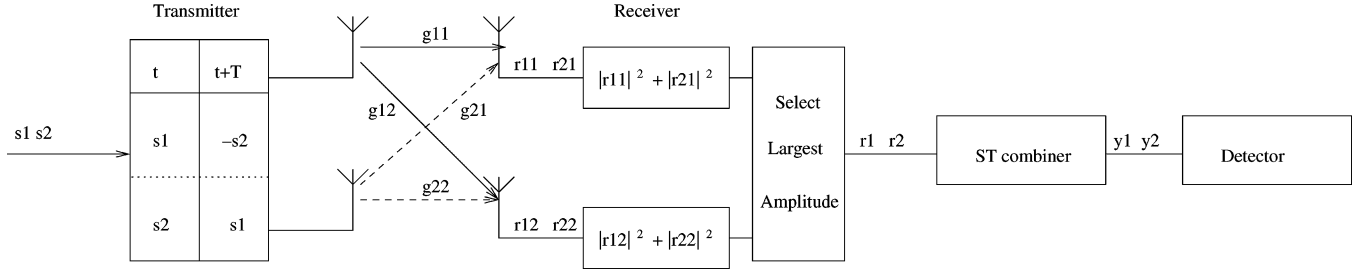 Transmitter
Receiver
t
t+T
s1 s2
s1
−s2
s2
s1
g11
g12
g21
g22
r11 r21
|r11| ² + |r21| ²
r12 r22
|r12| ² + |r22| ²
Select
Largest
Amplitude
r1 r2
ST combiner
y1 y2
Detector